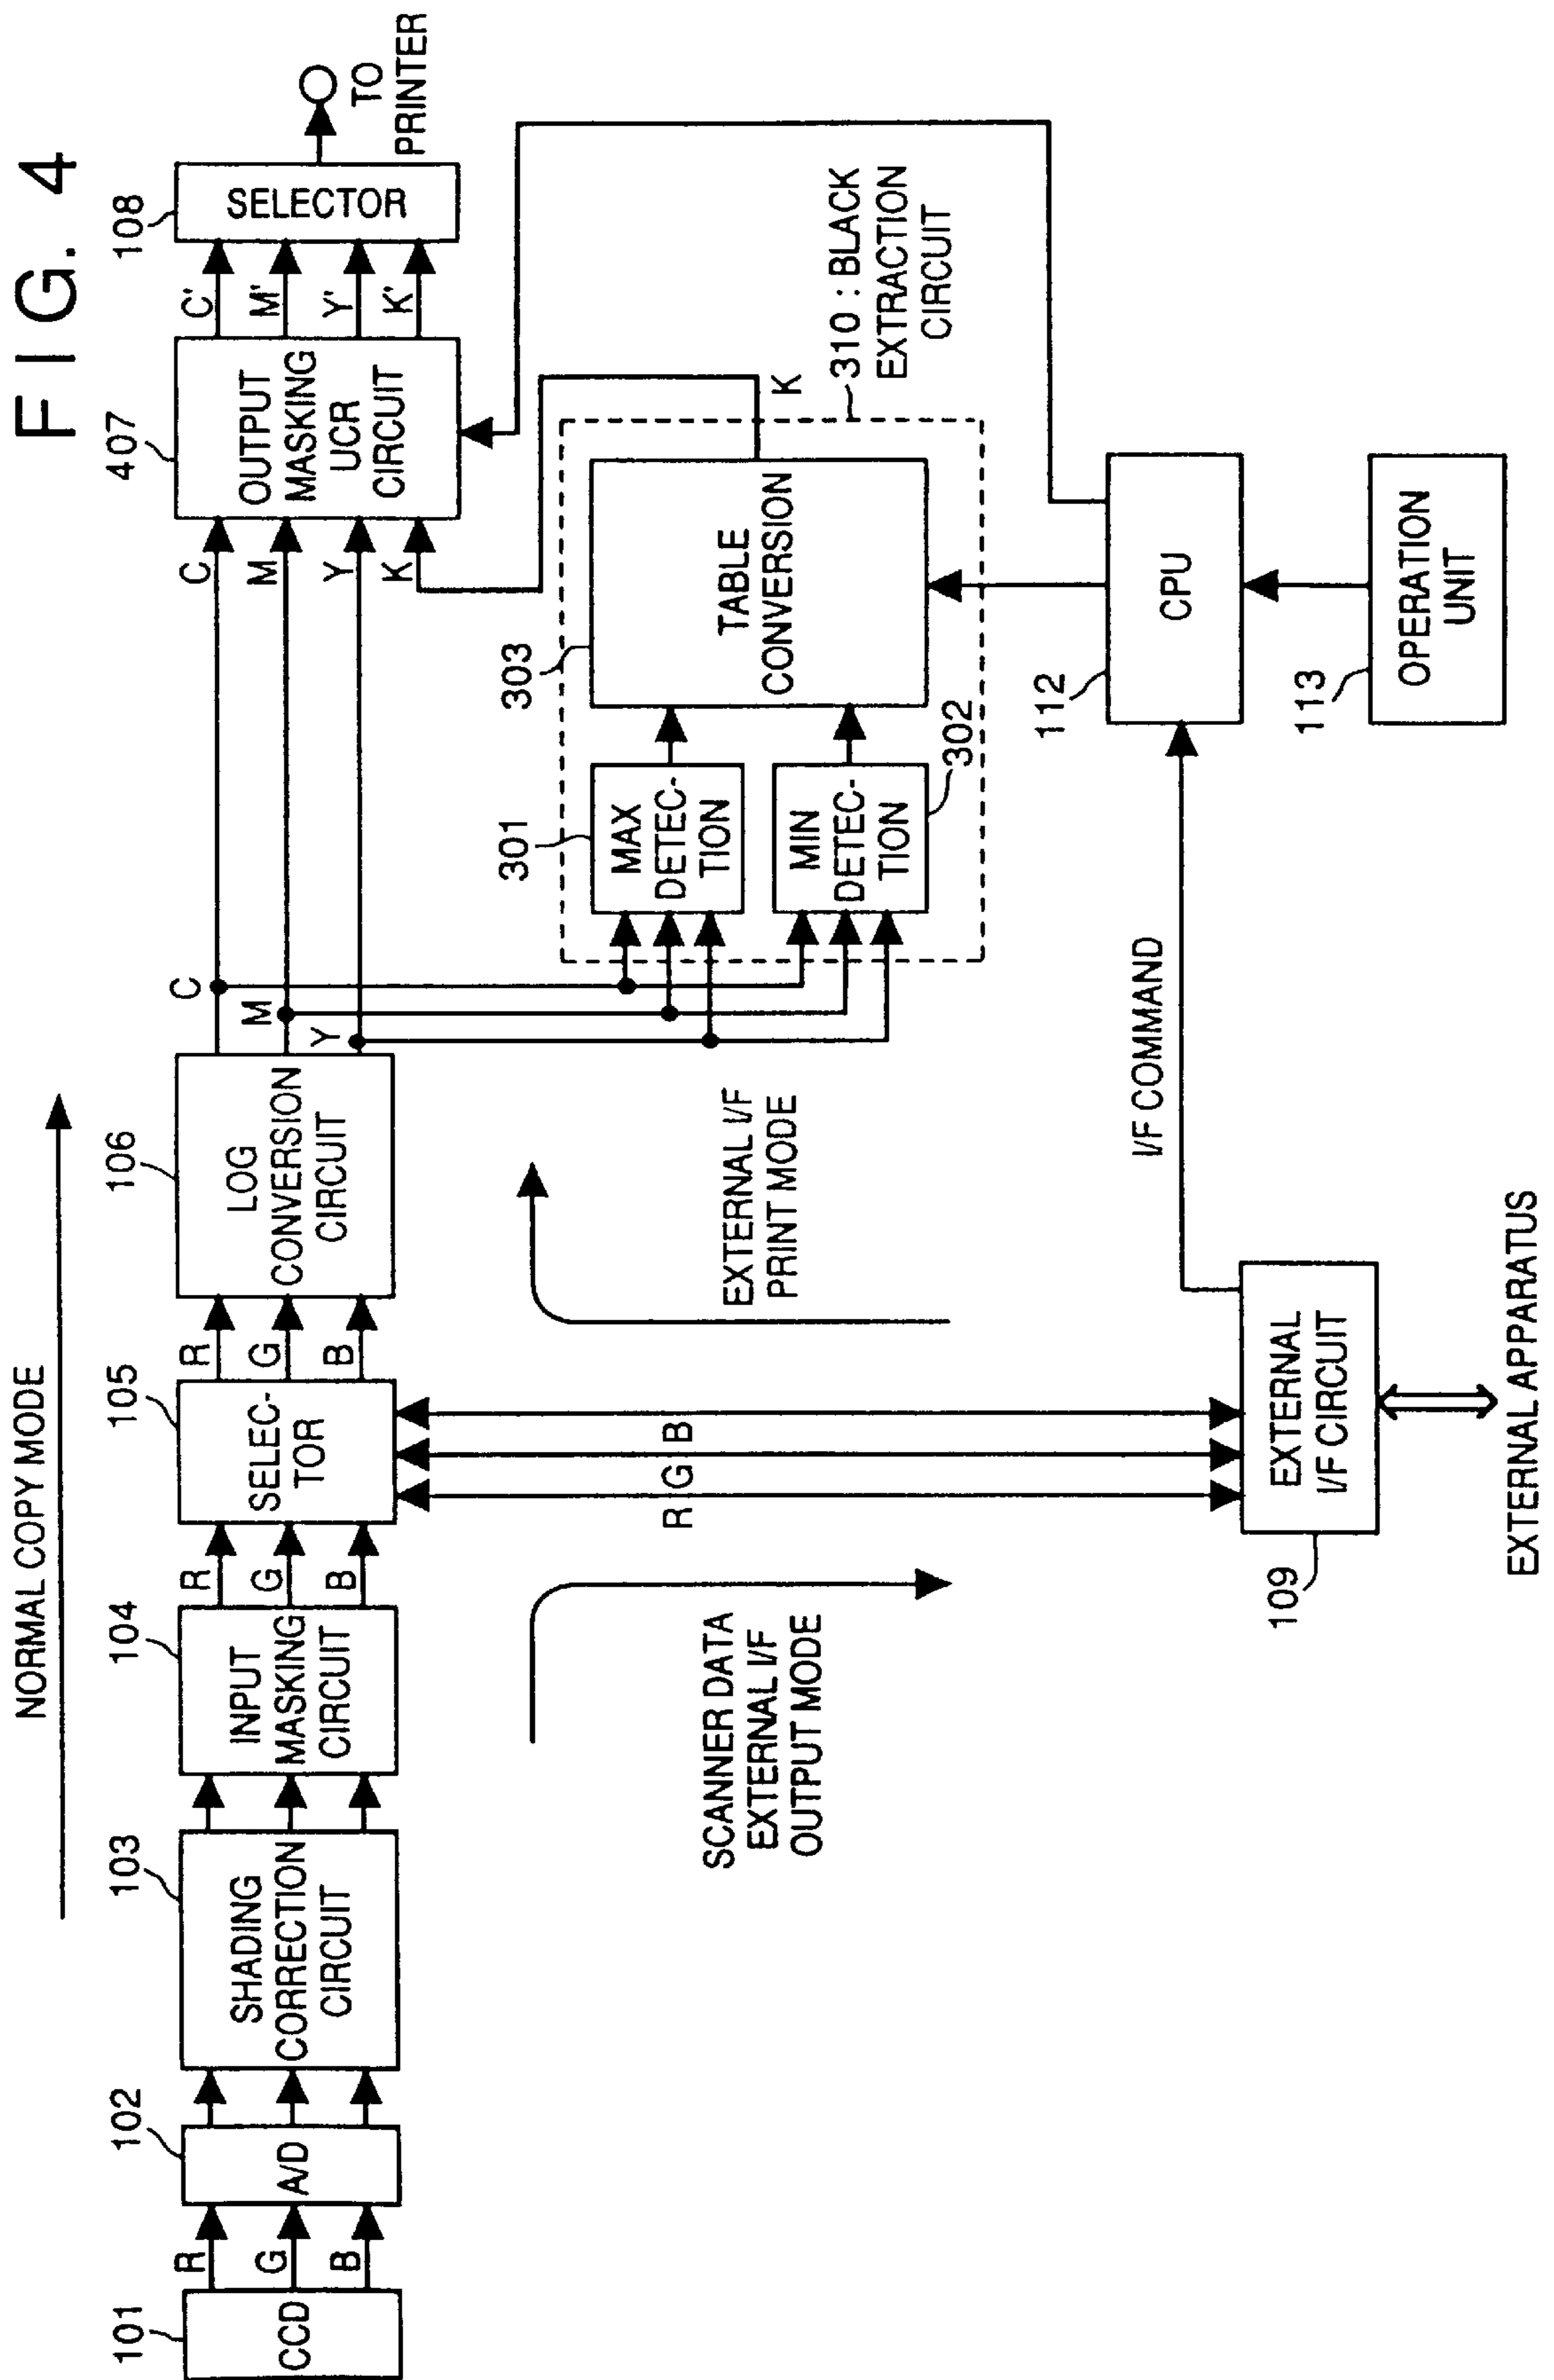 FIG. 4
NORMAL COPY MODE
101
CCD
R
G
B
102
A/D
103
SHADING
CORRECTION
CIRCUIT
104
INPUT
MASKING
CIRCUIT
R
G
B
105
SELEC-
TOR
R
G
B
106
LOG
CONVERSION
CIRCUIT
C
M
Y
C
M
Y
K
407
OUTPUT
MASKING
UCR
CIRCUIT
C'
M'
Y'
K'
108
SELECTOR
TO
PRINTER
301
MAX
DETEC-
TION
MIN
DETEC-
TION
302
303
TABLE
CONVERSION
K
310 : BLACK
EXTRACTION
CIRCUIT
SCANNER DATA
EXTERNAL I/F
OUTPUT MODE
R
G
B
EXTERNAL I/F
PRINT MODE
109
EXTERNAL
I/F CIRCUIT
EXTERNAL APPARATUS
I/F COMMAND
112
CPU
113
OPERATION
UNIT